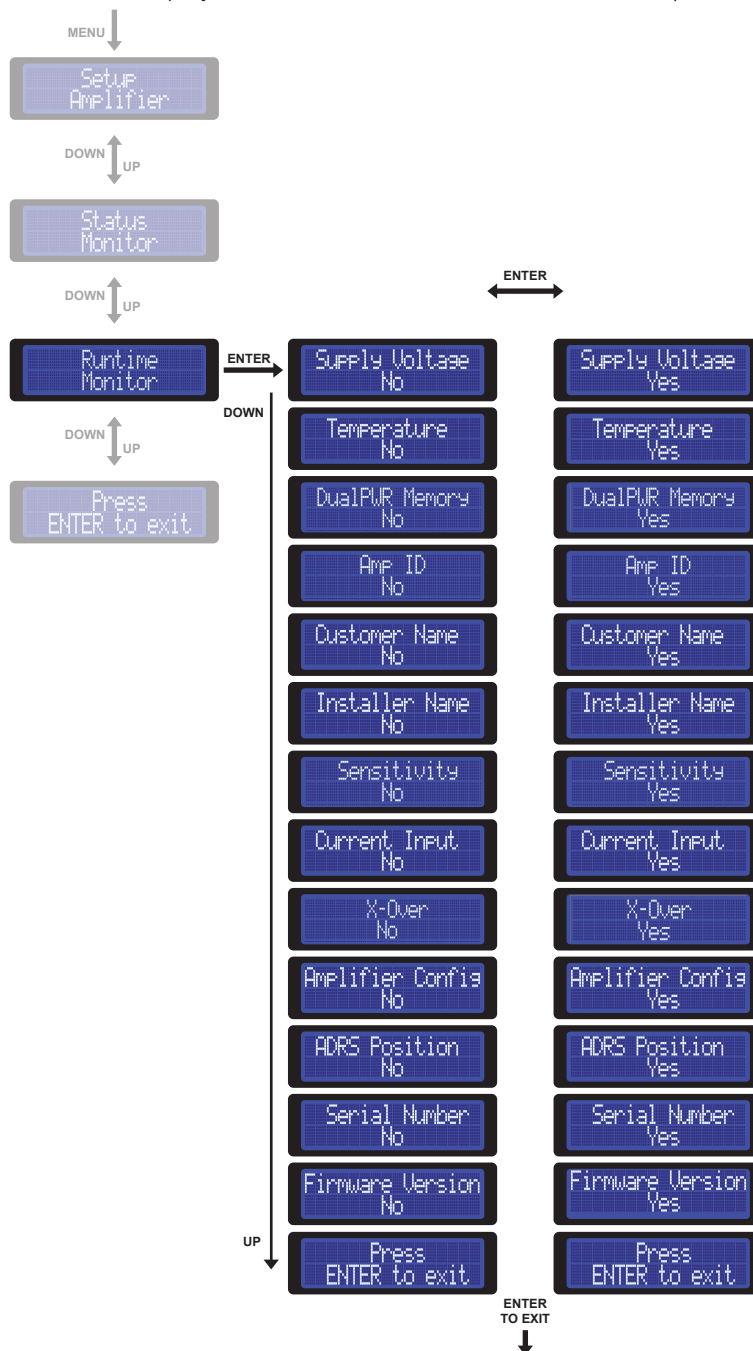 MENU
Setup
Amplifier
DOWN
UP
Status
Monitor
DOWN
UP
ENTER
Runtime
Monitor
ENTER
DOWN
DOWN
UP
Press
ENTER to exit
Supply Voltage
No
Supply Voltage
Yes
Temperature
No
Temperature
Yes
DualPWR Memory
No
DualPWR Memory
Yes
Amp ID
No
Amp ID
Yes
Customer Name
No
Customer Name
Yes
Installer Name
No
Installer Name
Yes
Sensitivity
No
Sensitivity
Yes
Current Input
No
Current Input
Yes
X-Over
No
X-Over
Yes
Amplifier Config
No
Amplifier Config
Yes
ADRS Position
No
ADRS Position
Yes
Serial Number
No
Serial Number
Yes
Firmware Version
No
Firmware Version
Yes
UP
Press
ENTER to exit
Press
ENTER to exit
ENTER
TO EXIT